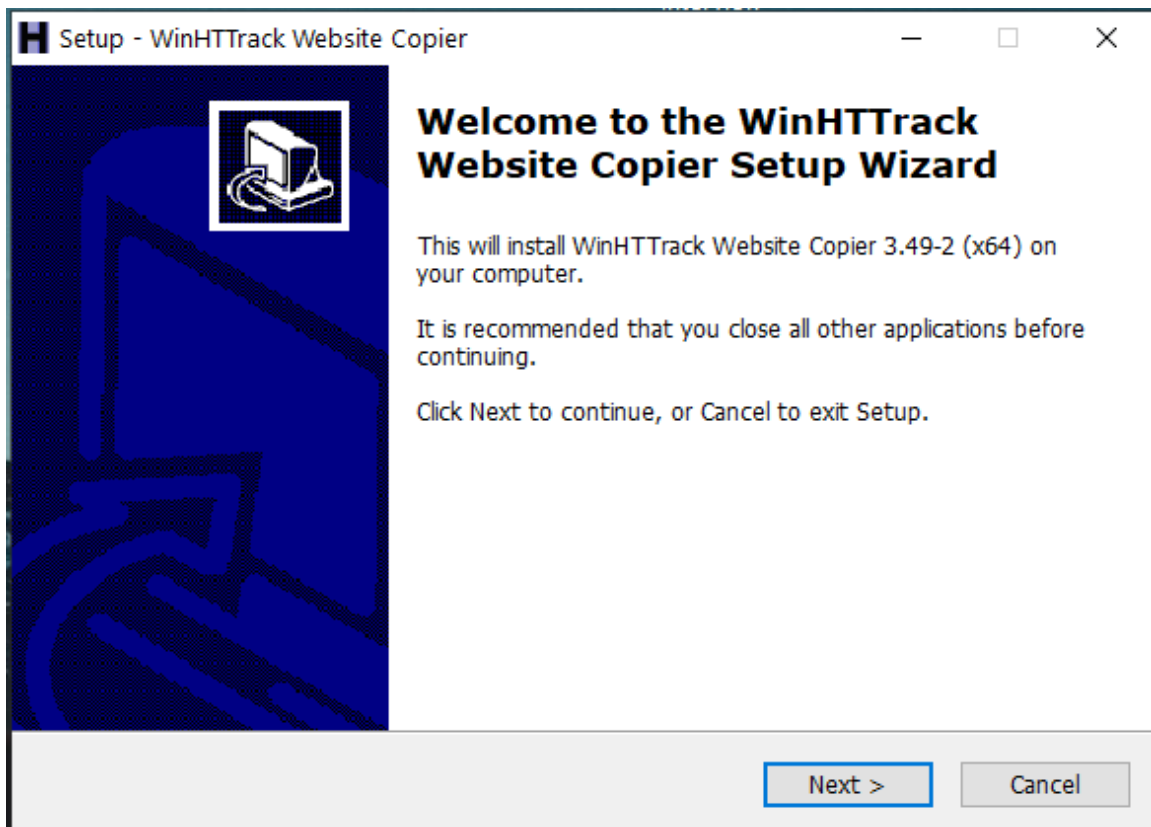 Setup - WinHTTrack Website Copier
Welcome to the WinHTTrack
Website Copier Setup Wizard
This will install WinHTTrack Website Copier 3.49-2 (x64) on
your computer.
It is recommended that you close all other applications before
continuing.
Click Next to continue, or Cancel to exit Setup.
Next >
Cancel